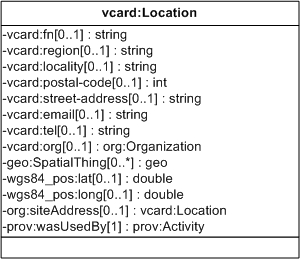 vcard:Location
-vcard:fn[0..1] : string
-vcard:region[0..1] : string
-vcard:locality[0..1] : string
-vcard:postal-code[0..1] : int
-vcard:street-address[0..1] : string
-vcard:email[0..1] : string
-vcard:tel[0..1] : string
-vcard:org[0..1] : org:Organization
-geo:SpatialThing[0..*] : geo
-wgs84_pos:lat[0..1] : double
-wgs84_pos:long[0..1] : double
-org:siteAddress[0..1] : vcard:Location
-prov:wasUsedBy[1] : prov:Activity